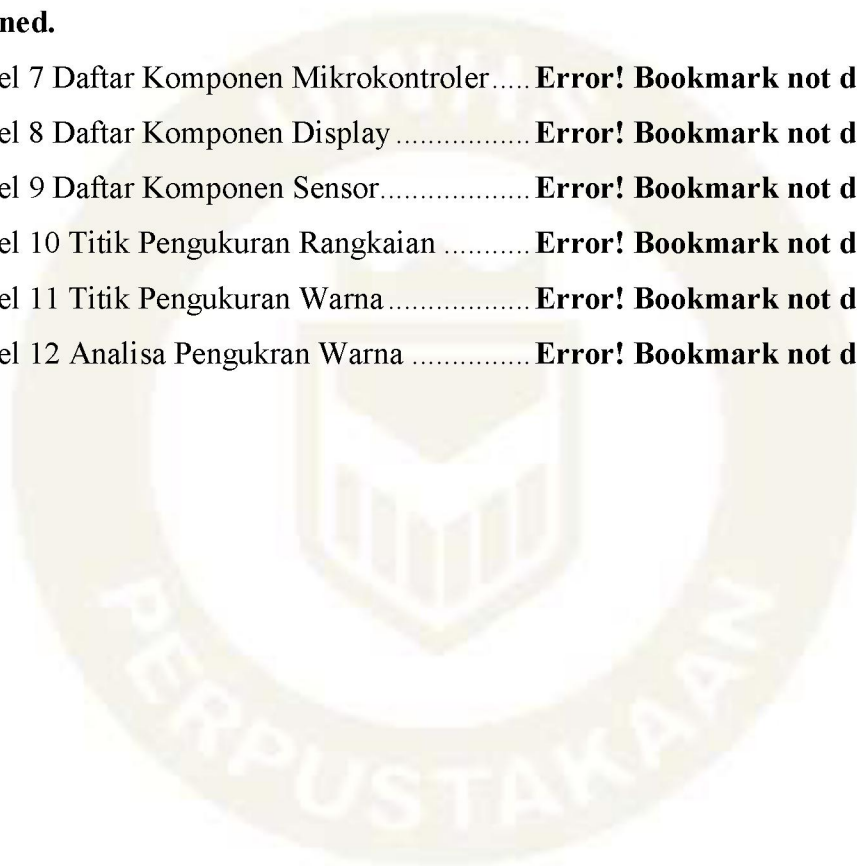 ned.
el 7 Daftar Komponen Mikrokontroler..... Error! Bookmark not d
el 8 Daftar Komponen Display ................. Error! Bookmark not d
el 9 Daftar Komponen Sensor................... Error! Bookmark not d
el 10 Titik Pengukuran Rangkaian ........... Error! Bookmark not d
el 11 Titik Pengukuran Warna.................. Error! Bookmark not d
el 12 Analisa Pengukran Warna ............... Error! Bookmark not d
PERPUSTAKAAN